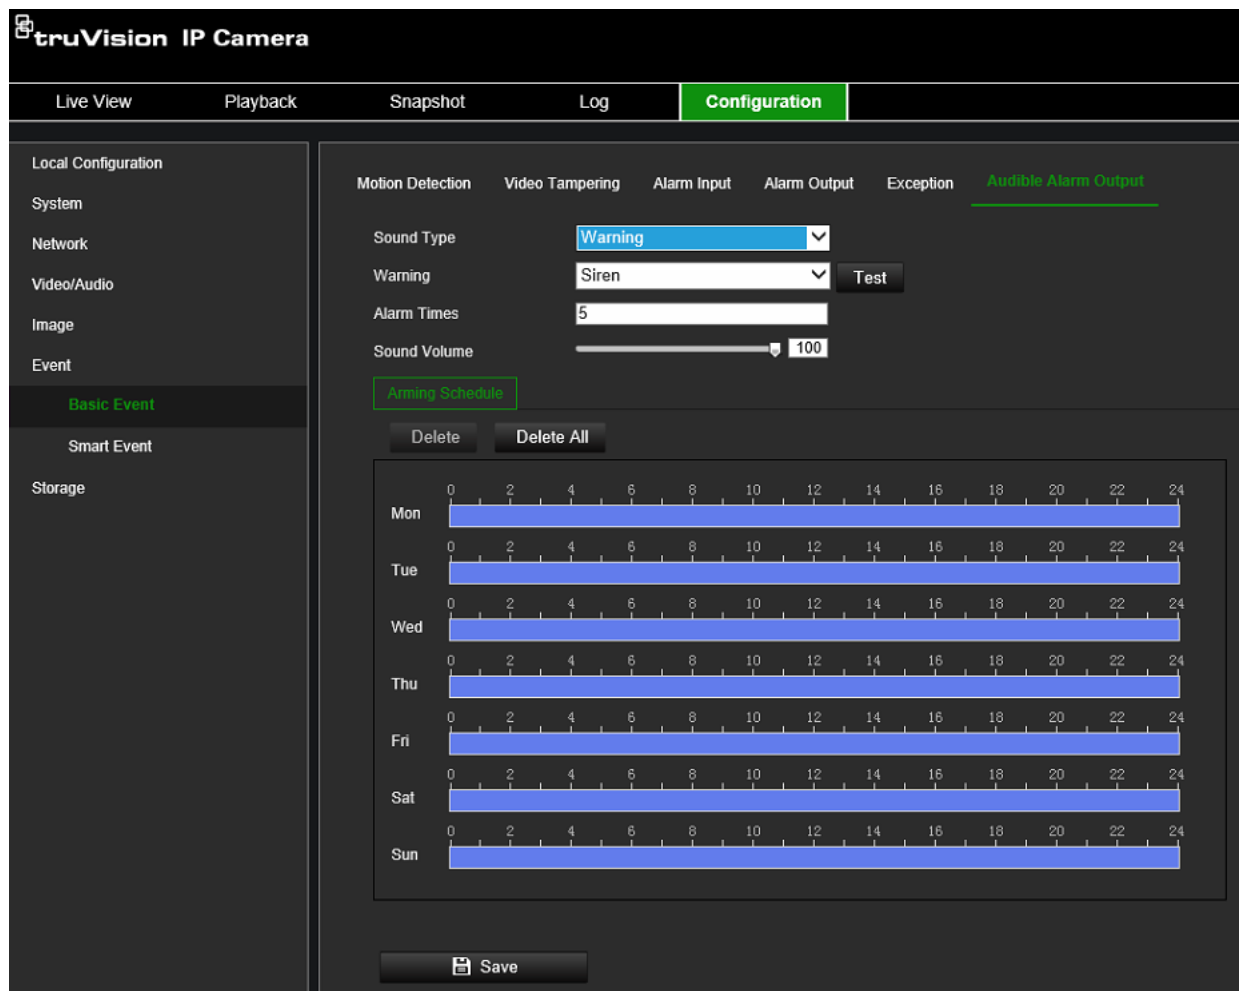 truVision IP Camera
Live View Playback Snapshot Log Configuration
Local Configuration
System
Network
Video/Audio
Image
Event
Basic Event
Smart Event
Storage
Motion Detection Video Tampering Alarm Input Alarm Output Exception Audible Alarm Output
Sound Type Warning
Warning Siren Test
Alarm Times 5
Sound Volume 100
Arming Schedule
Delete Delete All
0 2 4 6 8 10 12 14 16 18 20 22 24
Mon
0 2 4 6 8 10 12 14 16 18 20 22 24
Tue
0 2 4 6 8 10 12 14 16 18 20 22 24
Wed
0 2 4 6 8 10 12 14 16 18 20 22 24
Thu
0 2 4 6 8 10 12 14 16 18 20 22 24
Fri
0 2 4 6 8 10 12 14 16 18 20 22 24
Sat
0 2 4 6 8 10 12 14 16 18 20 22 24
Sun
Save